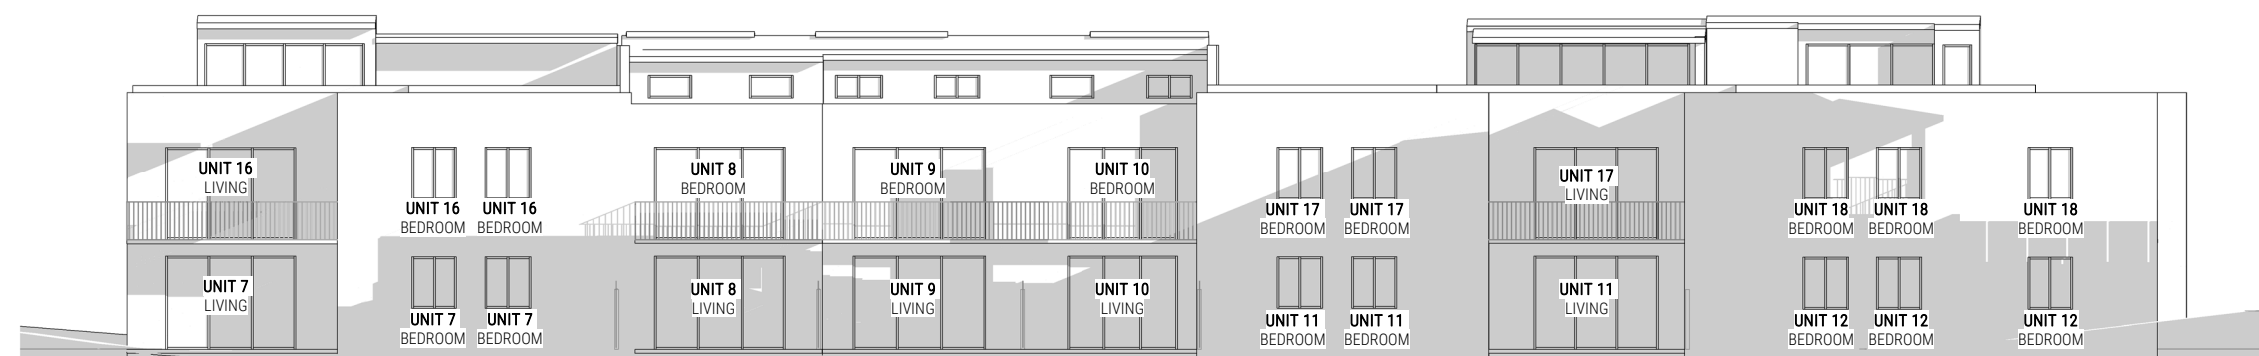 UNIT 16
LIVING
UNIT 16
BEDROOM
UNIT 16
BEDROOM
UNIT 8
BEDROOM
UNIT 9
BEDROOM
UNIT 10
BEDROOM
UNIT 17
BEDROOM
UNIT 17
BEDROOM
UNIT 17
LIVING
UNIT 18
BEDROOM
UNIT 18
BEDROOM
UNIT 18
BEDROOM
UNIT 7
LIVING
UNIT 7
BEDROOM
UNIT 7
BEDROOM
UNIT 8
LIVING
UNIT 9
LIVING
UNIT 10
LIVING
UNIT 11
BEDROOM
UNIT 11
BEDROOM
UNIT 11
LIVING
UNIT 12
BEDROOM
UNIT 12
BEDROOM
UNIT 12
BEDROOM